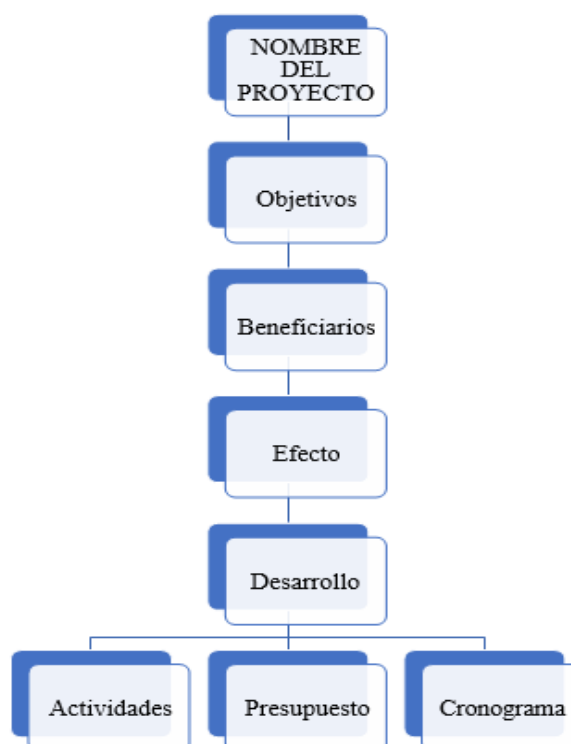 NOMBRE
DEL
PROYECTO
Objetivos
Beneficiarios
Efecto
Desarrollo
Actividades
Presupuesto
Cronograma